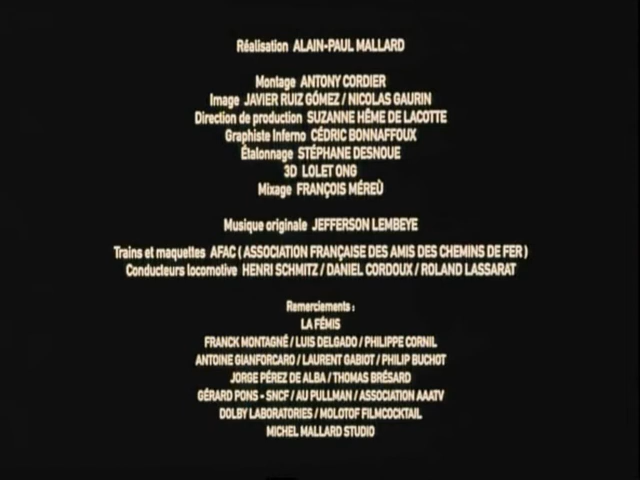 Réalisation ALAIN-PAUL MALLARD
Montage ANTONY CORDIER
Image JAVIER RUIZ GÓMEZ / NICOLAS GAURIN
Direction de production SUZANNE HÊME DE LACOTTE
Graphiste Inferno CÉDRIC BONNAFFOUX
Étalonnage STÉPHANE DESNOUE
3D LOLET ONG
Mixage FRANÇOIS MÉREÙ
Musique originale JEFFERSON LEMBEYE
Trains et maquettes AFAC ( ASSOCIATION FRANÇAISE DES AMIS DES CHEMINS DE FER )
Conducteurs locomotive HENRI SCHMITZ / DANIEL CORDOUX / ROLAND LASSARAT
Remerciements :
LA FÉMIS
FRANCK MONTAGNÉ / LUIS DELGADO / PHILIPPE CORNIL
ANTOINE GIANFORCARO / LAURENT GABIOT / PHILIP BUCHOT
JORGE PÉREZ DE ALBA / THOMAS BRÉSARD
GÉRARD PONS - SNCF / AU PULLMAN / ASSOCIATION AAATV
DOLBY LABORATORIES / MOLOTOF FILMCOCKTAIL
MICHEL MALLARD STUDIO